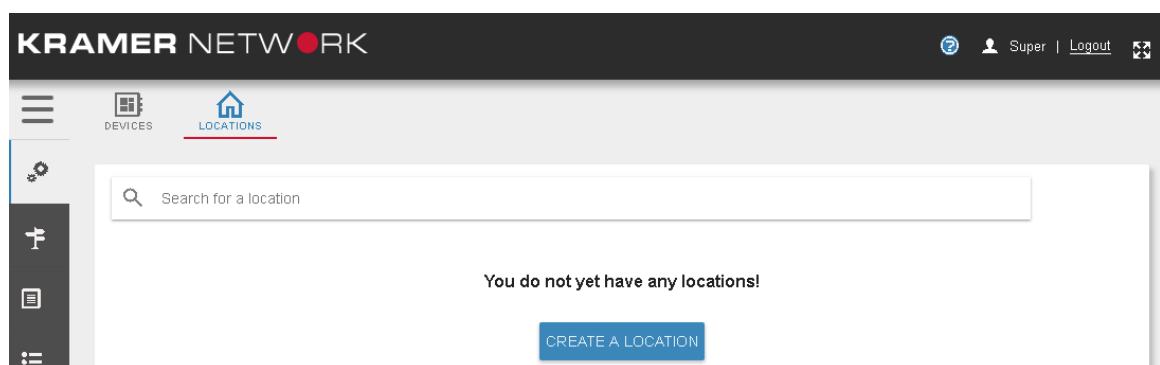 KRAMER NETWORK
Super | Logout
DEVICES
LOCATIONS
Search for a location
You do not yet have any locations!
CREATE A LOCATION